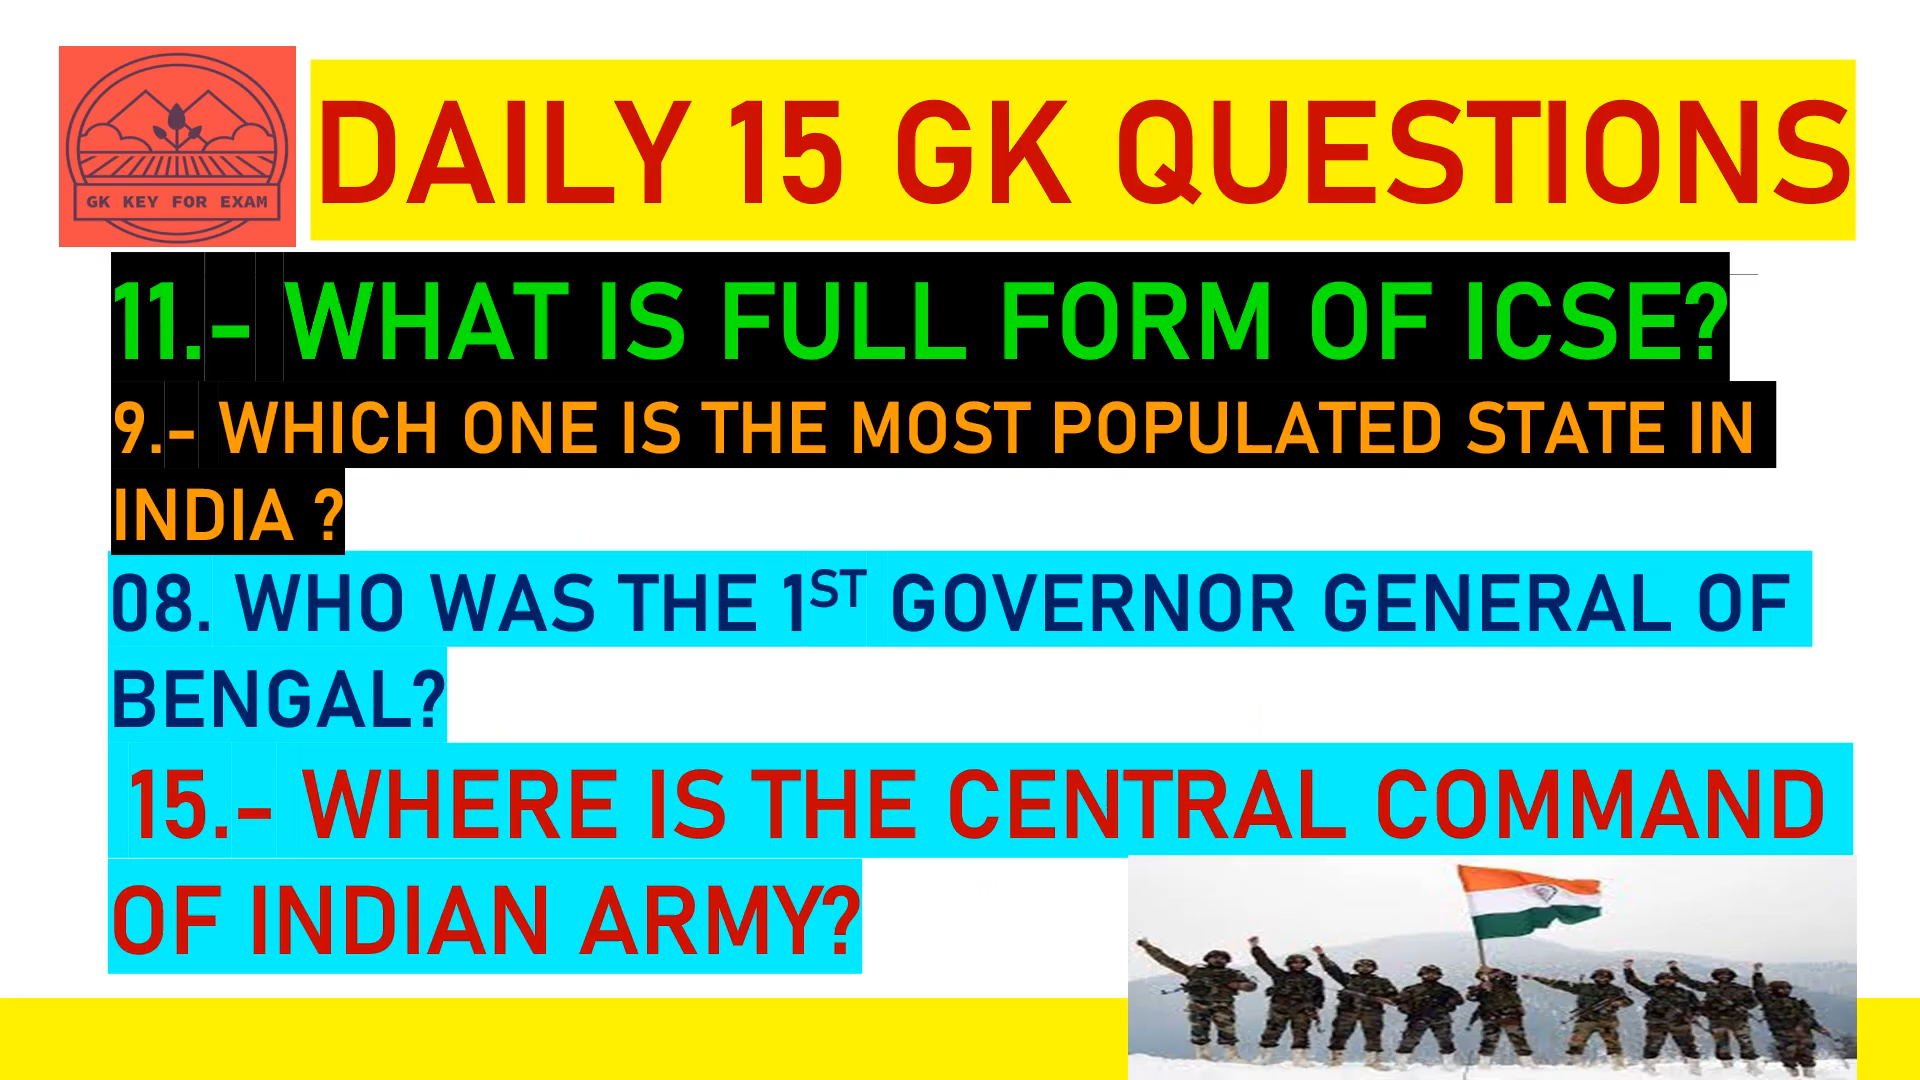 GK KEY FOR EXAM
DAILY 15 GK QUESTIONS
11.- WHAT IS FULL FORM OF ICSE?
9.- WHICH ONE IS THE MOST POPULATED STATE IN
INDIA ?
08. WHO WAS THE 1ST GOVERNOR GENERAL OF
BENGAL?
15.- WHERE IS THE CENTRAL COMMAND
OF INDIAN ARMY?